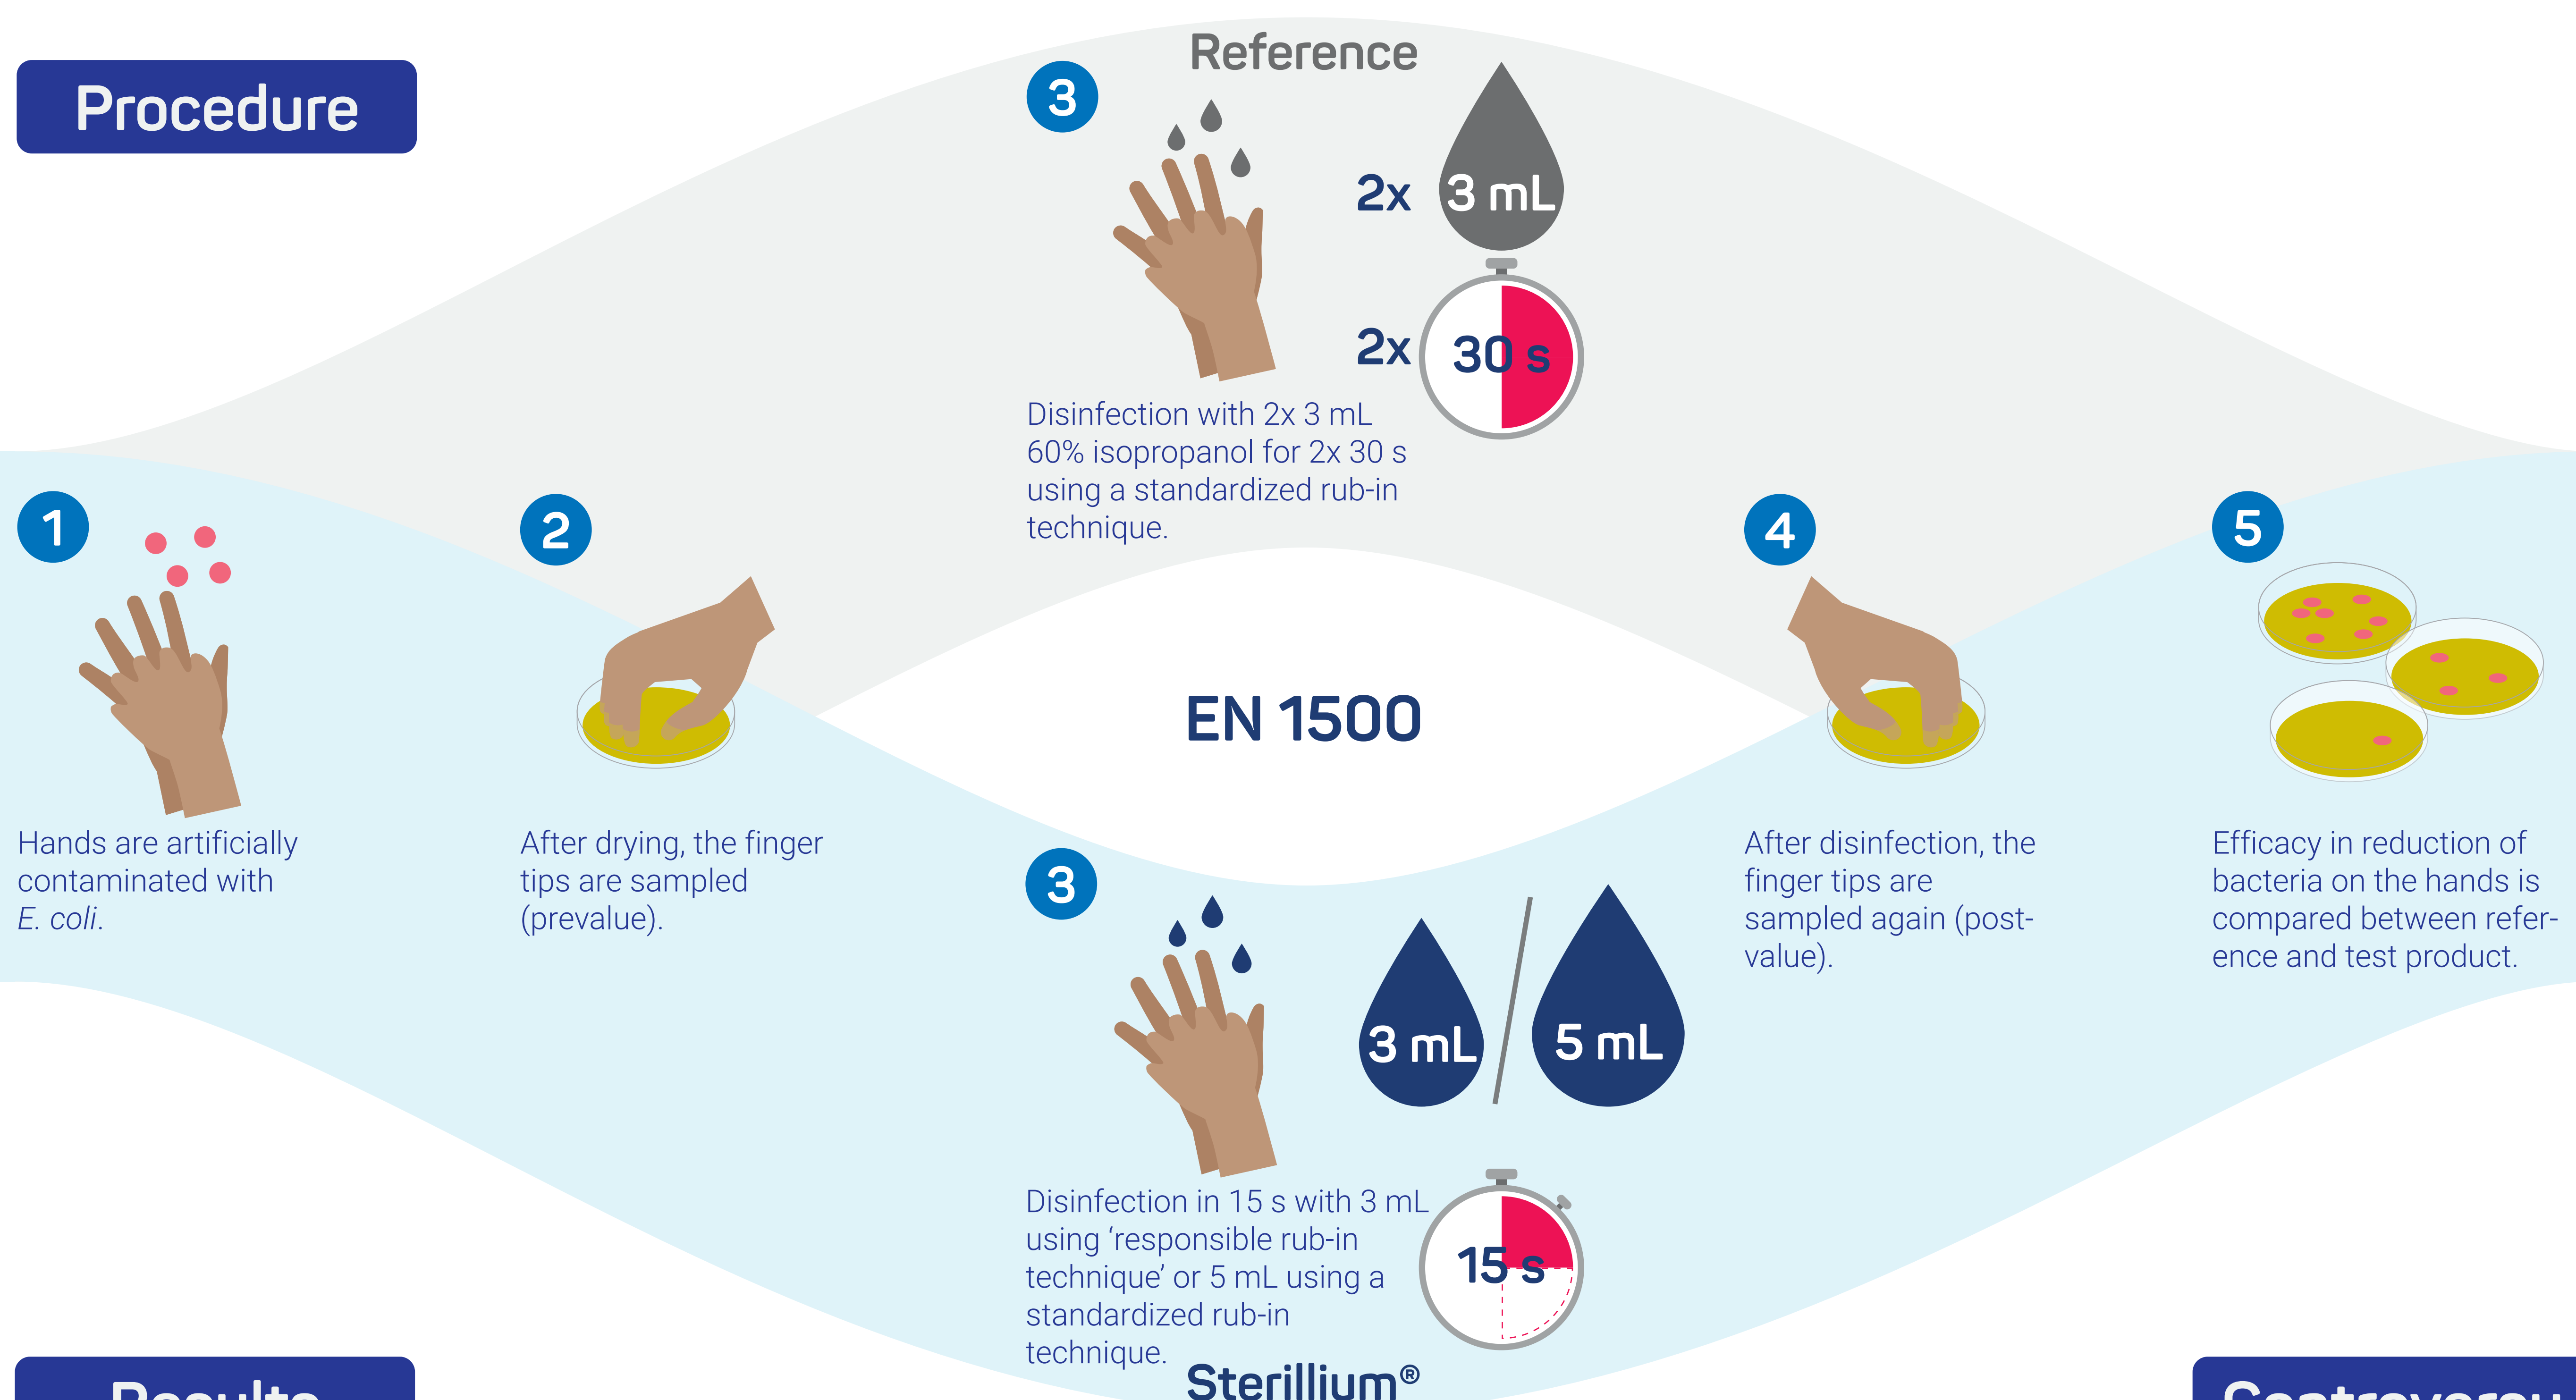 Procedure
Reference
3
2x
3 mL
2x
30 s
Disinfection with 2x 3 mL
60% isopropanol for 2x 30 s
using a standardized rub-in
technique.
1
Hands are artificially
contaminated with
E. coli.
2
After drying, the finger
tips are sampled
(prevalue).
EN 1500
3
3 mL
5 mL
Disinfection in 15 s with 3 mL
using ‘responsible rub-in
technique’ or 5 mL using a
standardized rub-in
technique.
15 s
Sterillium®
4
After disinfection, the
finger tips are
sampled again (post-
value).
5
Efficacy in reduction of
bacteria on the hands is
compared between refer-
ence and test product.
Results